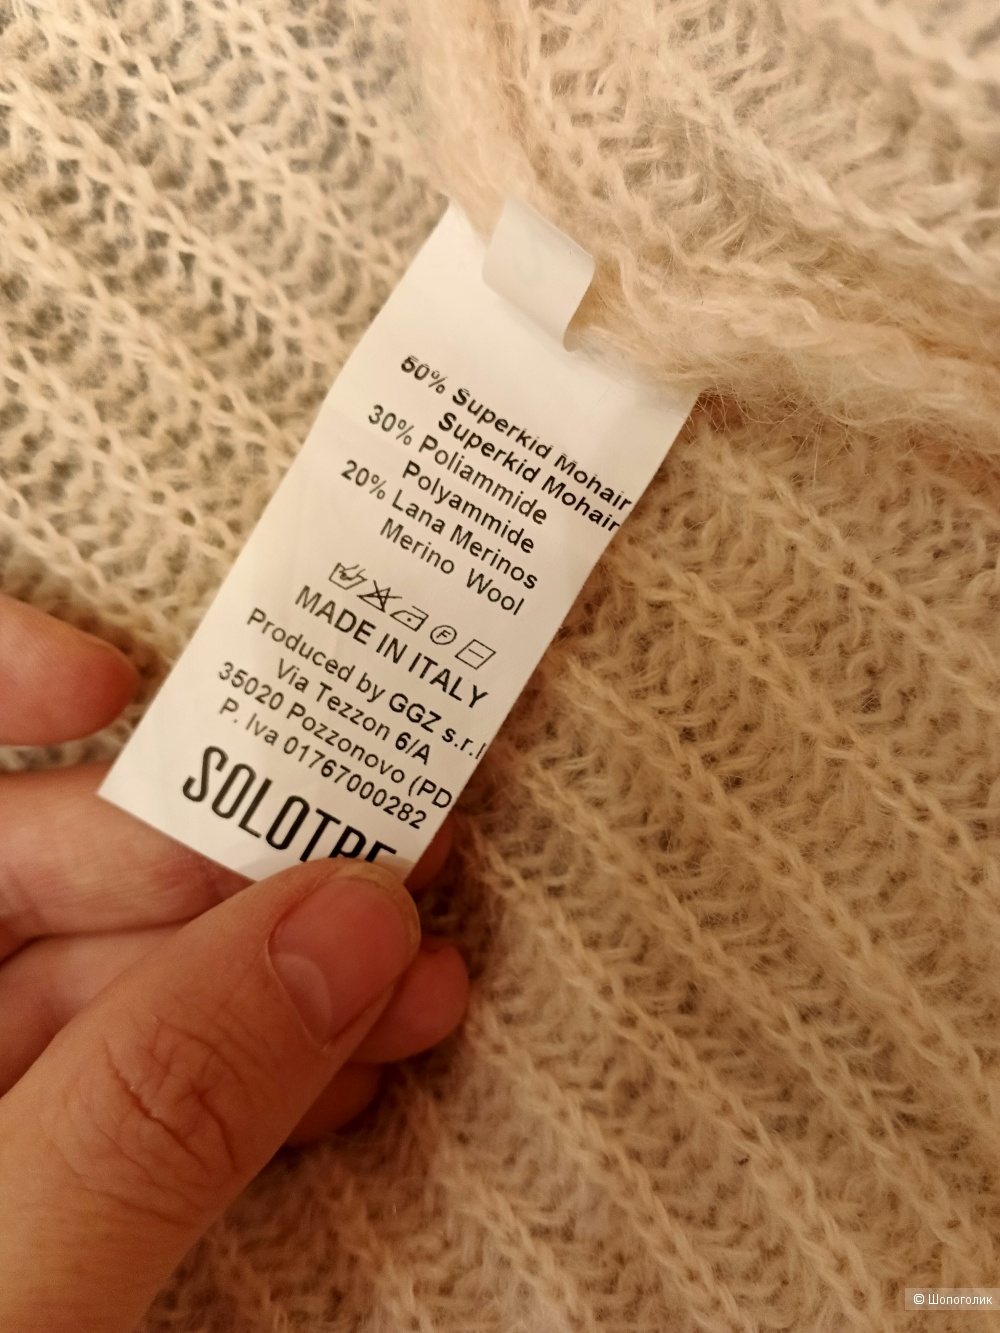 50% Superkid Mohair
Superkid Mohair
30% Poliammide
Polyammide
20% Lana Merinos
Merino Wool
MADE IN ITALY
Produced by GGZ s.r.l
Via Tezzon 6/A
35020 Pozzonovo (PD
P. Iva 01767000282
SOLOTRE
© Шопоголик